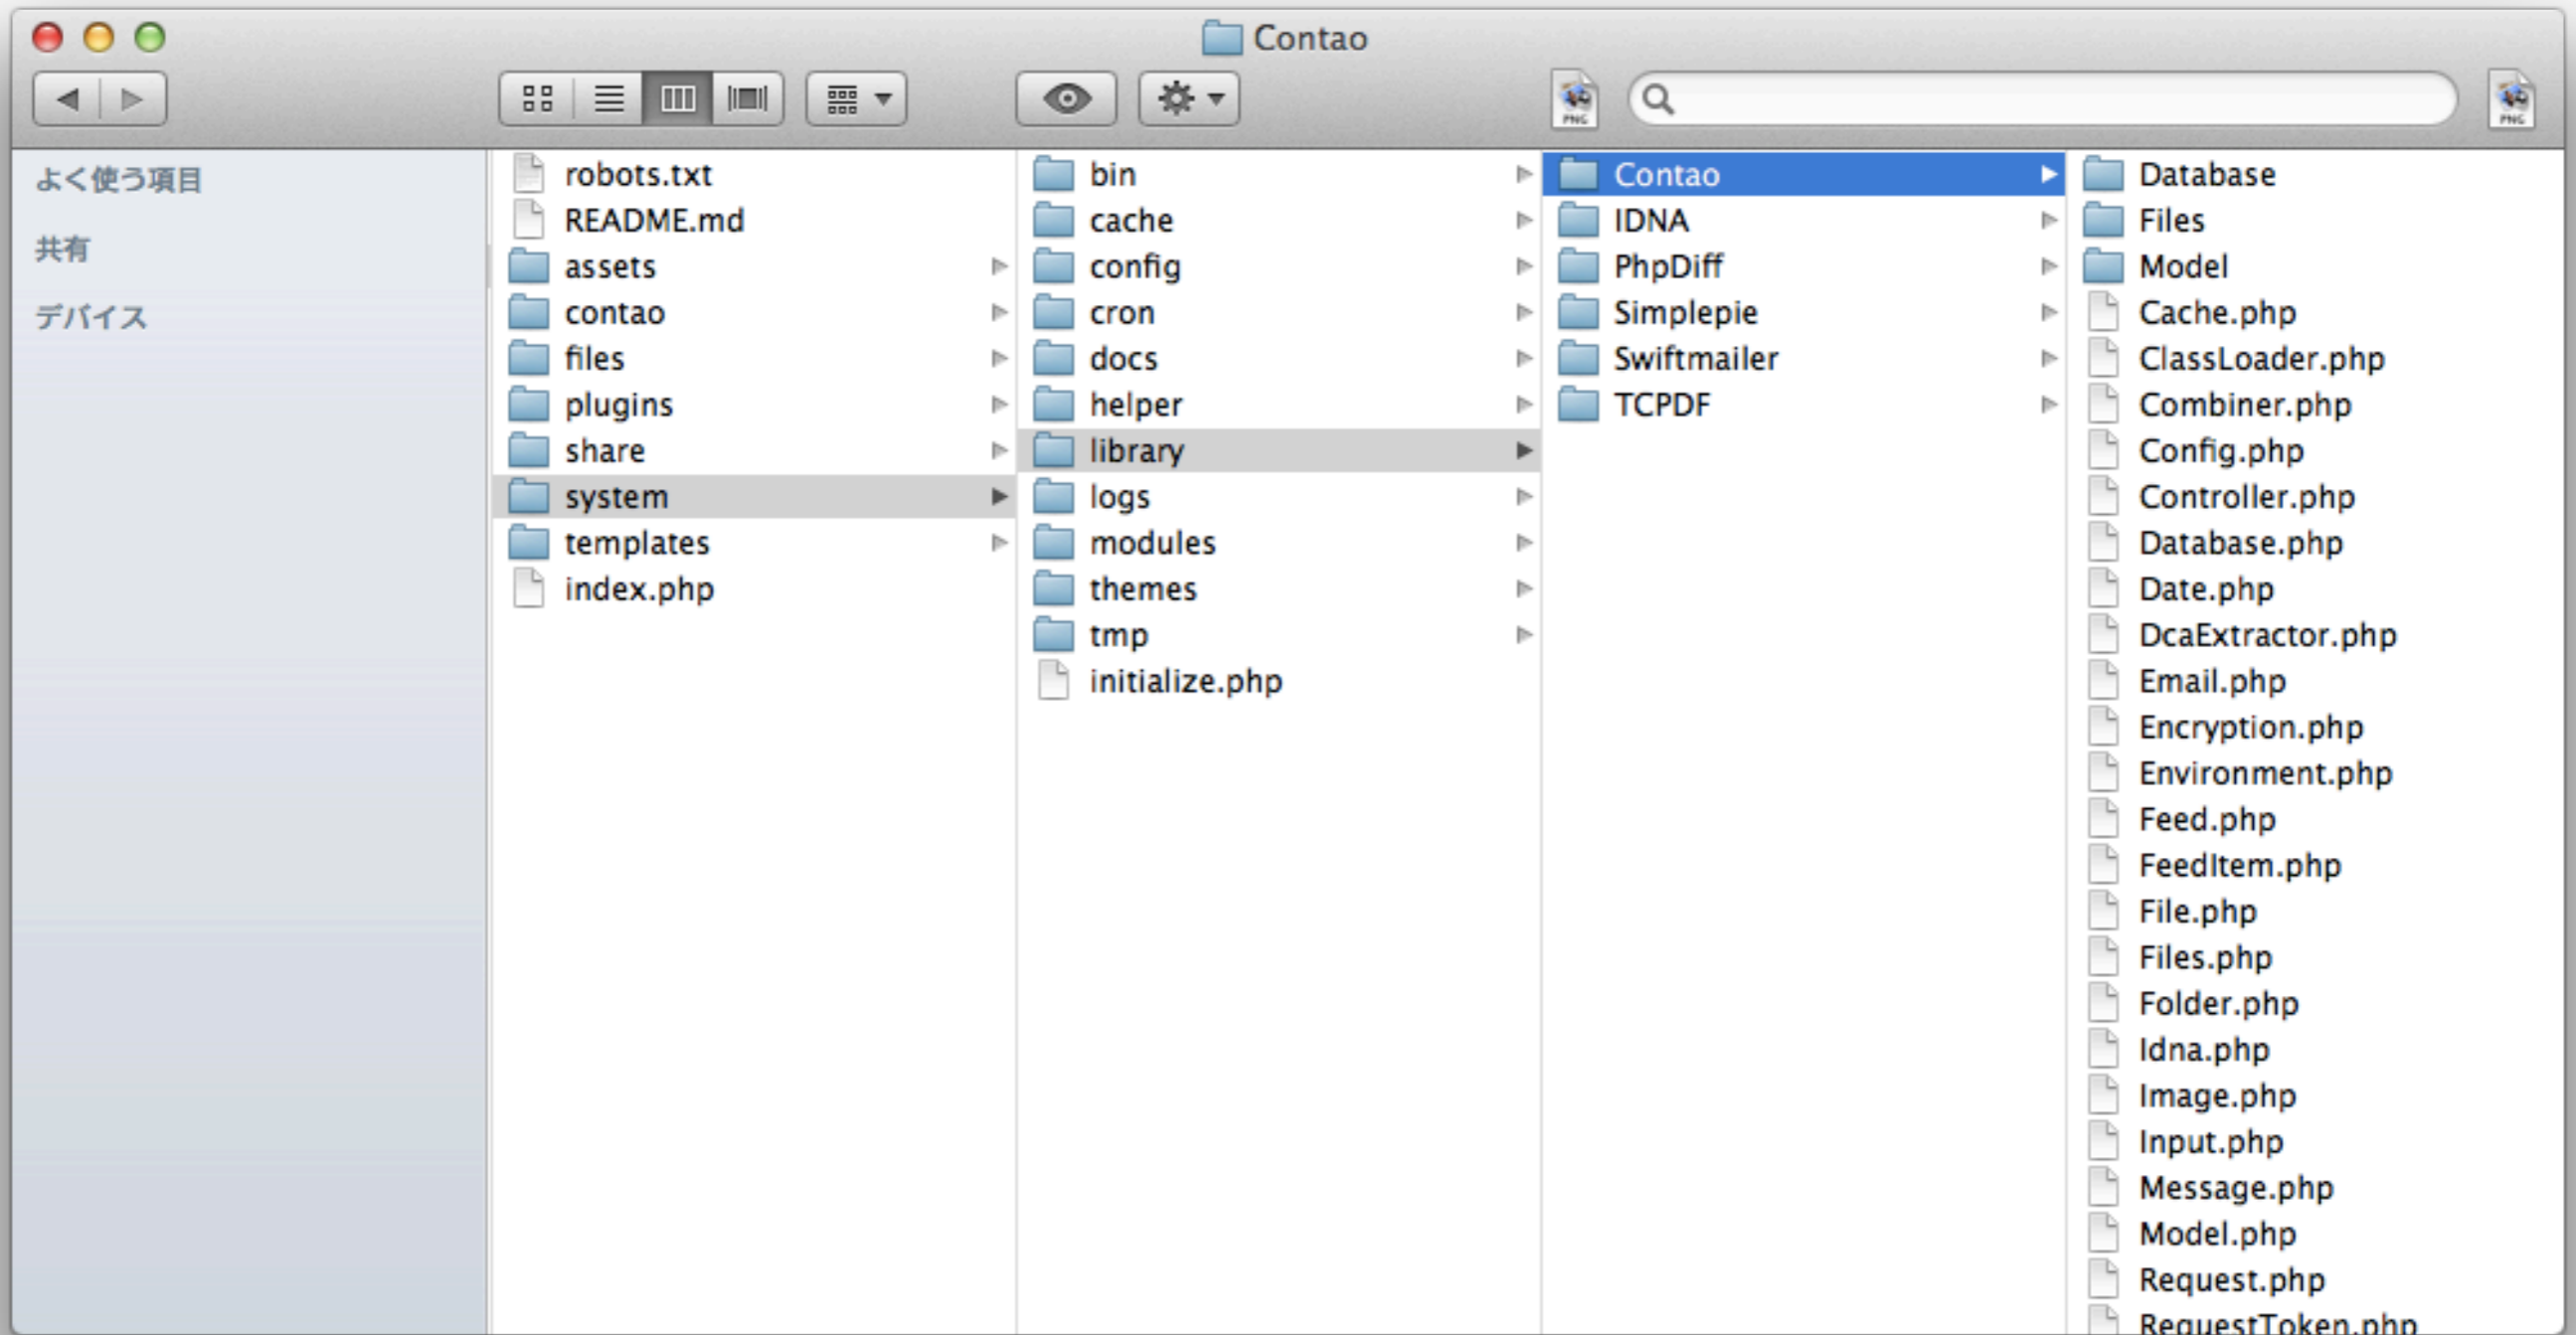 Contao
PNG
PNG
よく使う項目
共有
デバイス
robots.txt
README.md
assets
contao
files
plugins
share
system
templates
index.php
bin
cache
config
cron
docs
helper
library
logs
modules
themes
tmp
initialize.php
Contao
IDNA
PhpDiff
Simplepie
Swiftmailer
TCPDF
Database
Files
Model
Cache.php
ClassLoader.php
Combiner.php
Config.php
Controller.php
Database.php
Date.php
DcaExtractor.php
Email.php
Encryption.php
Environment.php
Feed.php
FeedItem.php
File.php
Files.php
Folder.php
Idna.php
Image.php
Input.php
Message.php
Model.php
Request.php
RequestToken.php